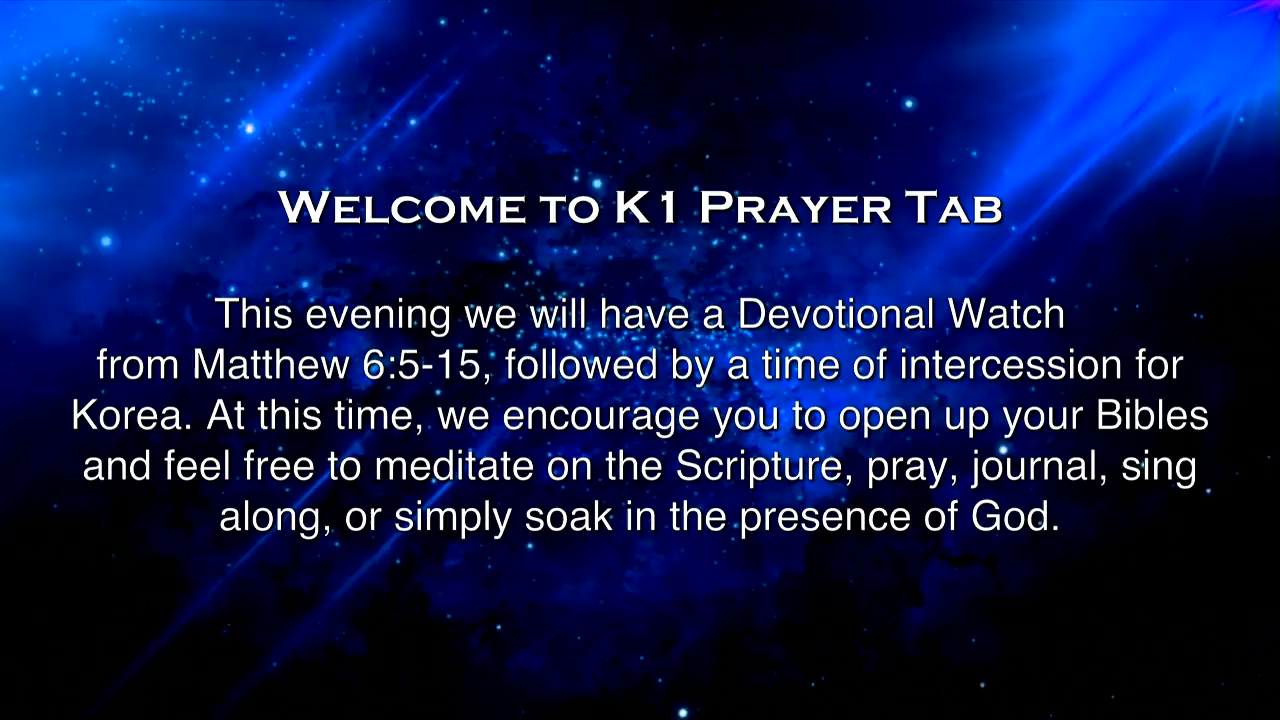 WELCOME TO K1 PRAYER TAB
This evening we will have a Devotional Watch
from Matthew 6:5-15, followed by a time of intercession for
Korea. At this time, we encourage you to open up your Bibles
and feel free to meditate on the Scripture, pray, journal, sing
along, or simply soak in the presence of God.